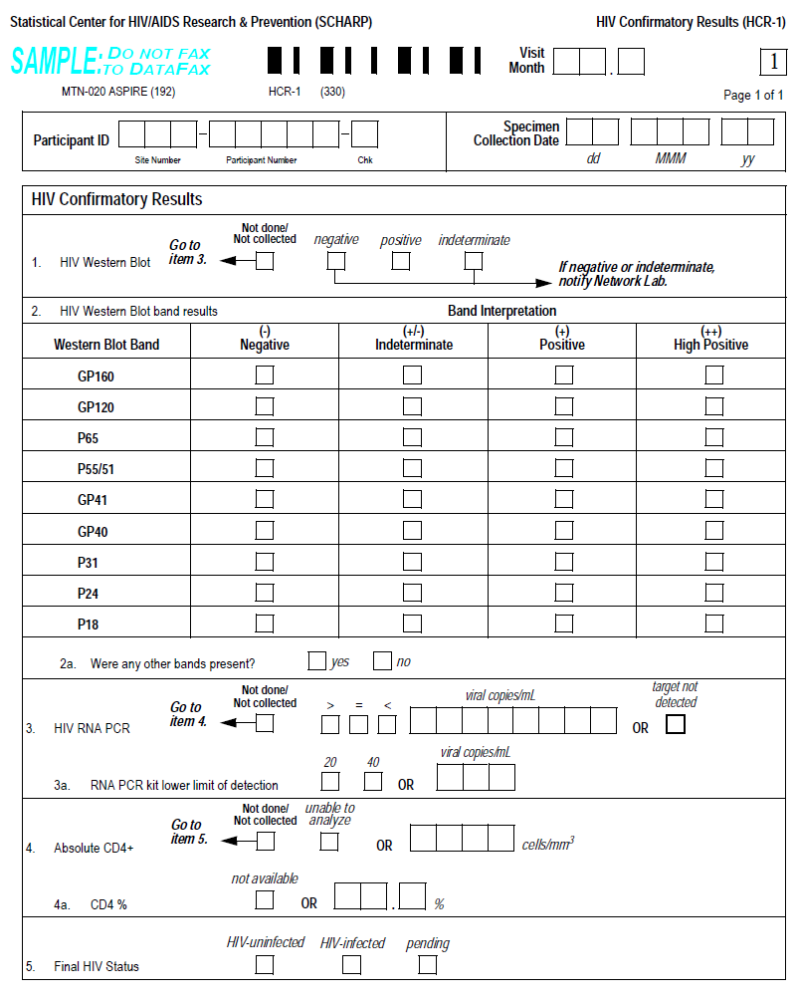 Statistical Center for HIV/AIDS Research & Prevention (SCHARP) HIV Confirmatory Results (HCR-1)
SAMPLE: DO NOT FAX TO DATAFAX
Visit Month . 1
MTN-020 ASPIRE (192) HCR-1 (330)
Page 1 of 1
Participant ID – – Specimen Collection Date
Site Number Participant Number Chk dd MMM yy
HIV Confirmatory Results
Not done/ Not collected negative positive indeterminate
1. HIV Western Blot Go to item 3.
If negative or indeterminate, notify Network Lab.
2. HIV Western Blot band results Band Interpretation
Western Blot Band (-) Negative (+/-) Indeterminate (+) Positive (++) High Positive
GP160
GP120
P65
P55/51
GP41
GP40
P31
P24
P18
2a. Were any other bands present? yes no
3. HIV RNA PCR Go to item 4. Not done/ Not collected > = < viral copies/mL OR target not detected
3a. RNA PCR kit lower limit of detection 20 40 OR viral copies/mL
4. Absolute CD4+ Go to item 5. Not done/ Not collected unable to analyze OR cells/mm3
4a. CD4 % not available OR . %
5. Final HIV Status HIV-uninfected HIV-infected pending